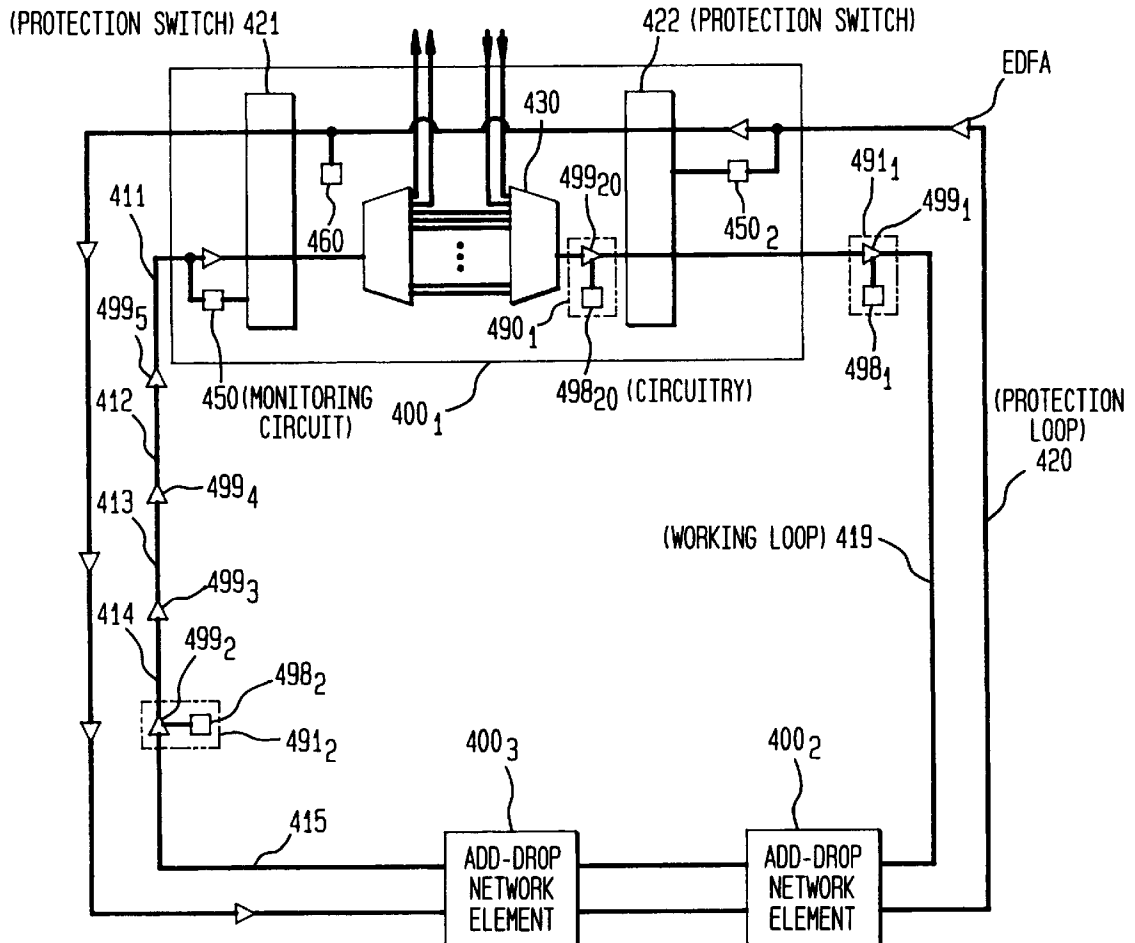 (PROTECTION SWITCH) 421
422 (PROTECTION SWITCH)
EDFA
430
411
460
499₂₀
450₂
491₁
499₁
490₁
498₂₀ (CIRCUITRY)
498₁
499₅
450 (MONITORING
CIRCUIT)
400₁
412
(PROTECTION
LOOP)
420
499₄
413
(WORKING LOOP) 419
499₃
414
499₂
498₂
491₂
400₃
400₂
415
ADD-DROP
NETWORK
ELEMENT
ADD-DROP
NETWORK
ELEMENT